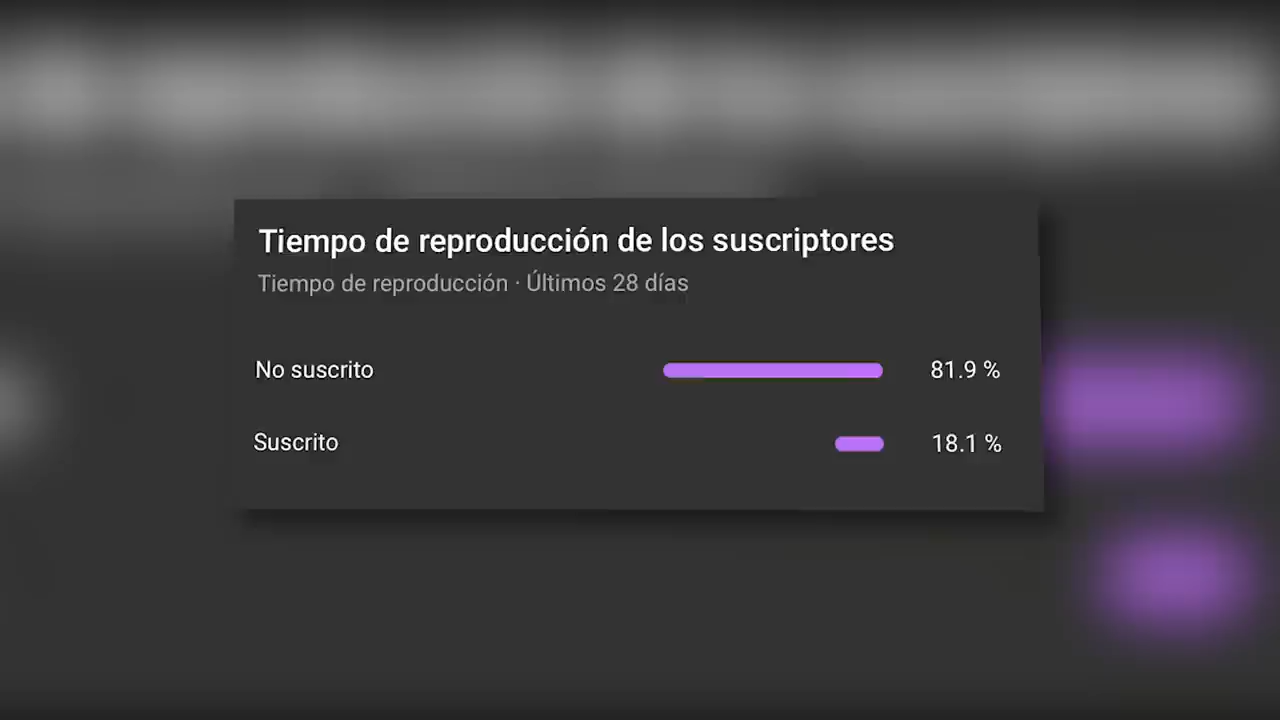 Tiempo de reproducción de los suscriptores
Tiempo de reproducción · Últimos 28 días
No suscrito 81.9 %
Suscrito 18.1 %